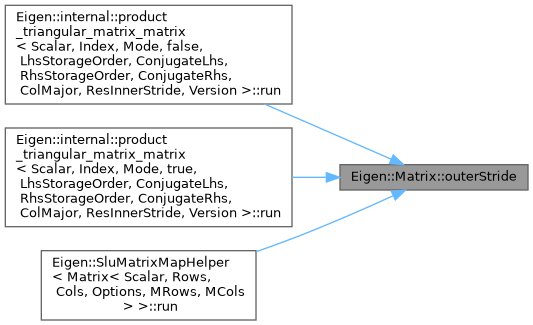 Eigen::internal::product
_triangular_matrix_matrix
< Scalar, Index, Mode, false,
LhsStorageOrder, ConjugateLhs,
RhsStorageOrder, ConjugateRhs,
ColMajor, ResInnerStride, Version >::run
Eigen::internal::product
_triangular_matrix_matrix
< Scalar, Index, Mode, true,
LhsStorageOrder, ConjugateLhs,
RhsStorageOrder, ConjugateRhs,
ColMajor, ResInnerStride, Version >::run
Eigen::Matrix::outerStride
Eigen::SluMatrixMapHelper
< Matrix< Scalar, Rows,
Cols, Options, MRows, MCols
> >::run